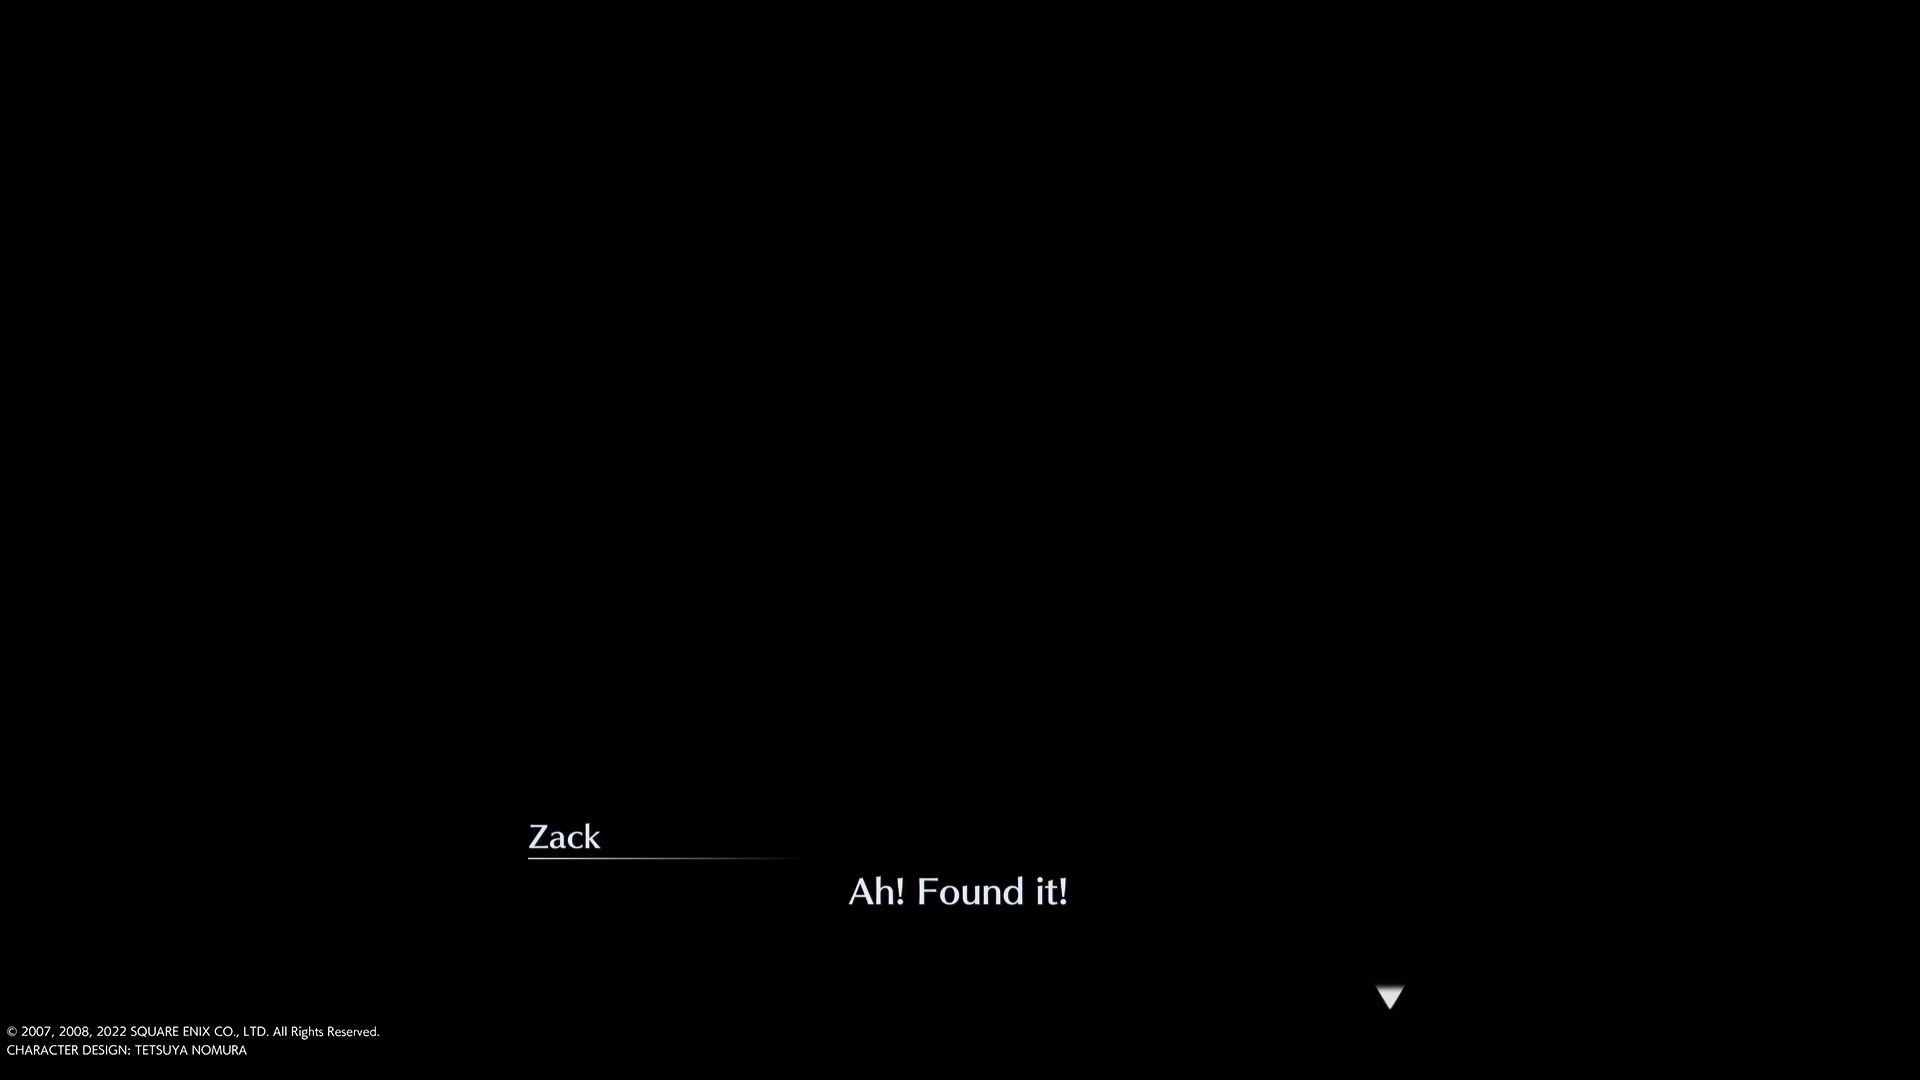 Zack
Ah! Found it!
© 2007, 2008, 2022 SQUARE ENIX CO., LTD. All Rights Reserved.
CHARACTER DESIGN: TETSUYA NOMURA